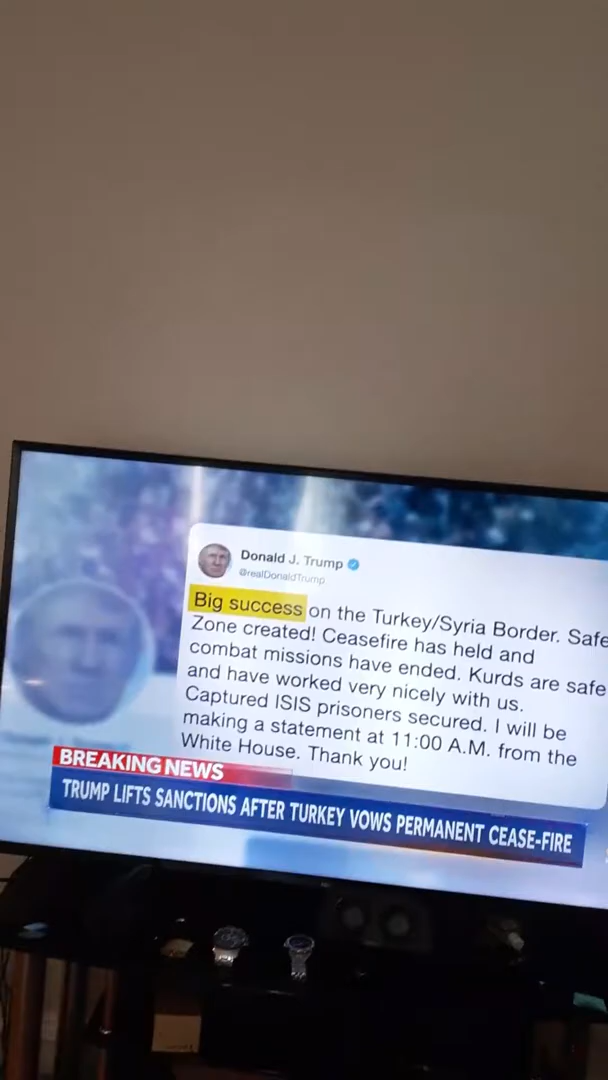 Donald J. Trump
@realDonaldTrump
Big success on the Turkey/Syria Border. Safe
Zone created! Ceasefire has held and
combat missions have ended. Kurds are safe
and have worked very nicely with us.
Captured ISIS prisoners secured. I will be
making a statement at 11:00 A.M. from the
White House. Thank you!
BREAKING NEWS
TRUMP LIFTS SANCTIONS AFTER TURKEY VOWS PERMANENT CEASE-FIRE